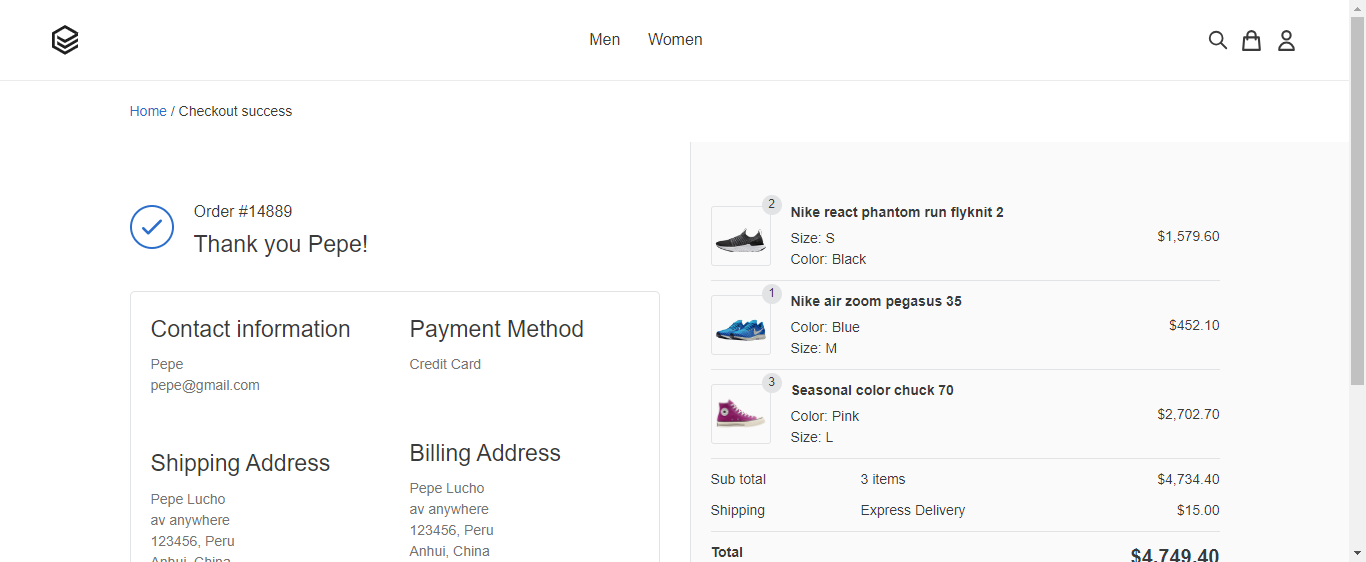 Men Women
Home / Checkout success
Order #14889
Thank you Pepe!
Contact information
Pepe
pepe@gmail.com
Payment Method
Credit Card
Shipping Address
Pepe Lucho
av anywhere
123456, Peru
Anhui, China
Billing Address
Pepe Lucho
av anywhere
123456, Peru
Anhui, China
2
Nike react phantom run flyknit 2
Size: S
Color: Black
$1,579.60
1
Nike air zoom pegasus 35
Color: Blue
Size: M
$452.10
3
Seasonal color chuck 70
Color: Pink
Size: L
$2,702.70
Sub total 3 items $4,734.40
Shipping Express Delivery $15.00
Total $4,749.40